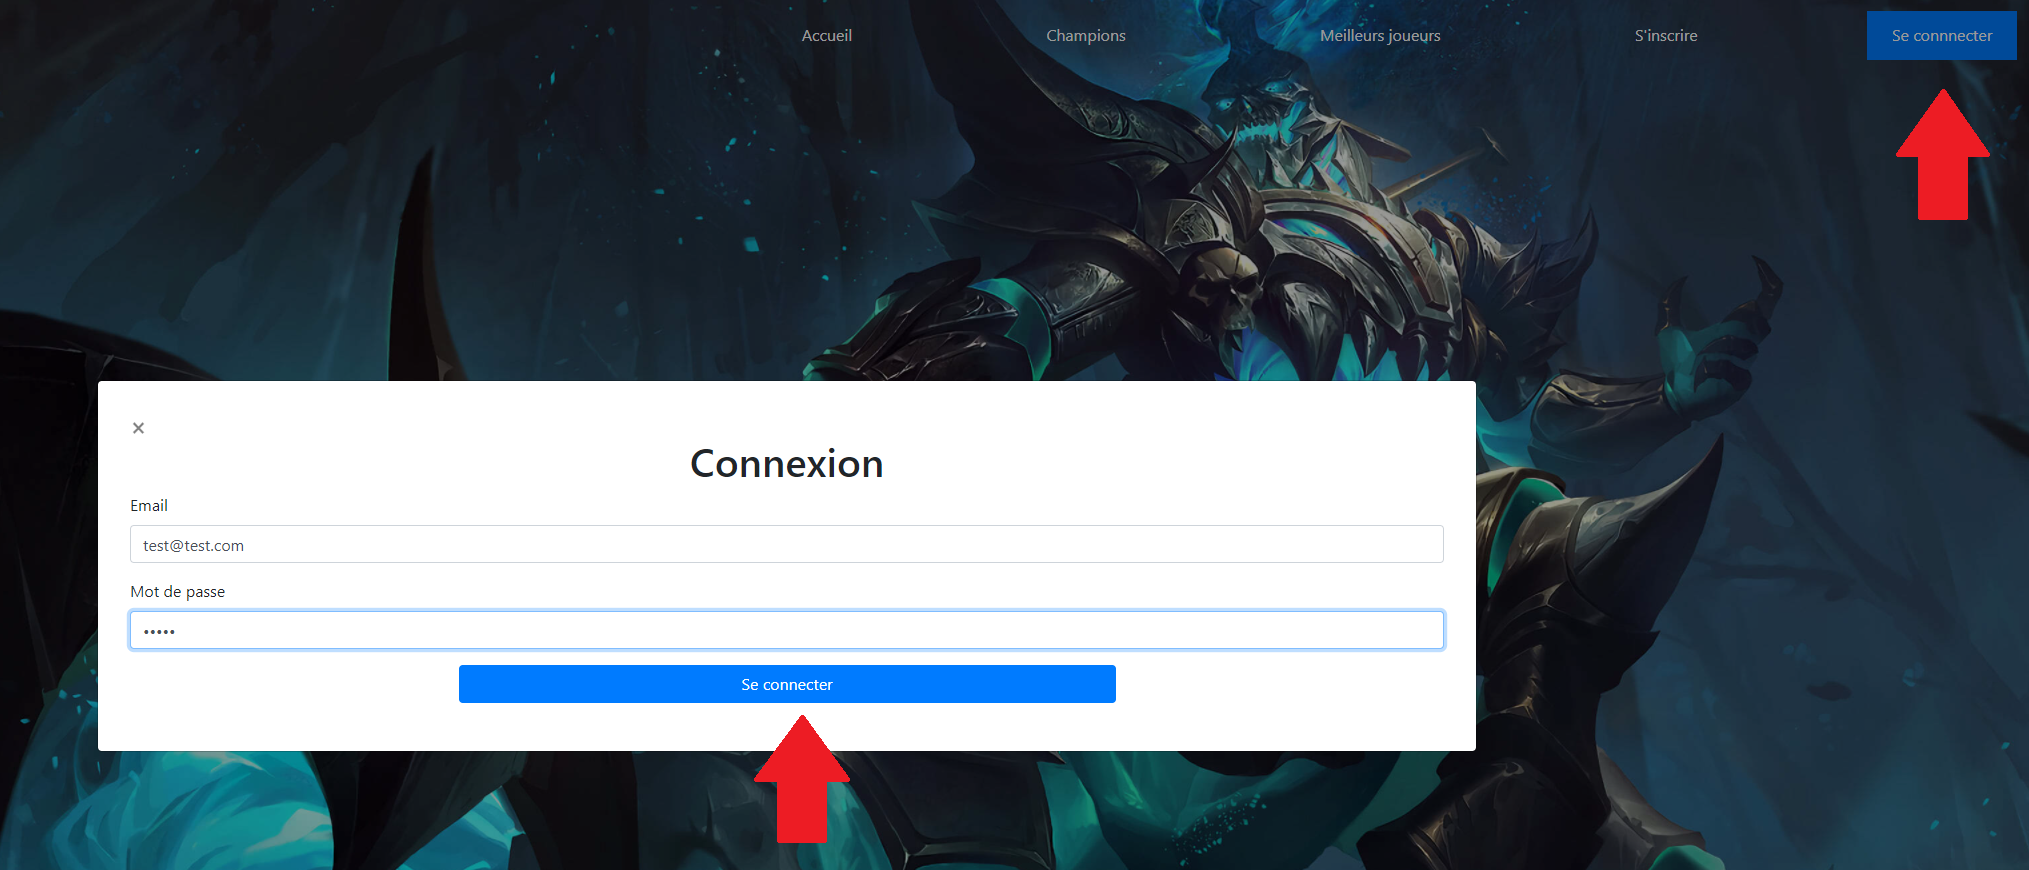 Accueil Champions Meilleurs joueurs S'inscrire Se connnecter
×
Connexion
Email
test@test.com
Mot de passe
•••••
Se connecter